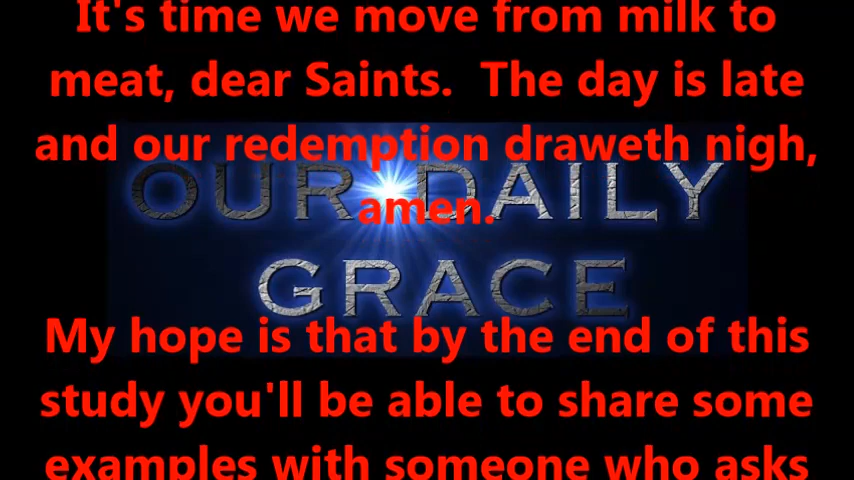 It's time we move from milk to
meat, dear Saints.  The day is late
and our redemption draweth nigh,
OUR DAILY
amen.
GRACE
My hope is that by the end of this
study you'll be able to share some
examples with someone who asks